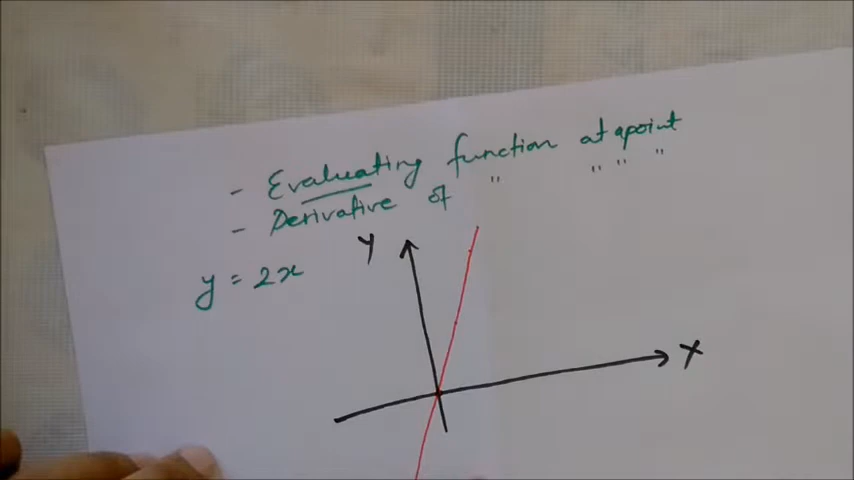 - Evaluating function at a point
- Derivative of " " " "
y = 2x
Y
X